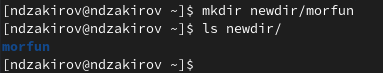 [ndzakirov@ndzakirov ~]$ mkdir newdir/morfun
[ndzakirov@ndzakirov ~]$ ls newdir/
morfun
[ndzakirov@ndzakirov ~]$